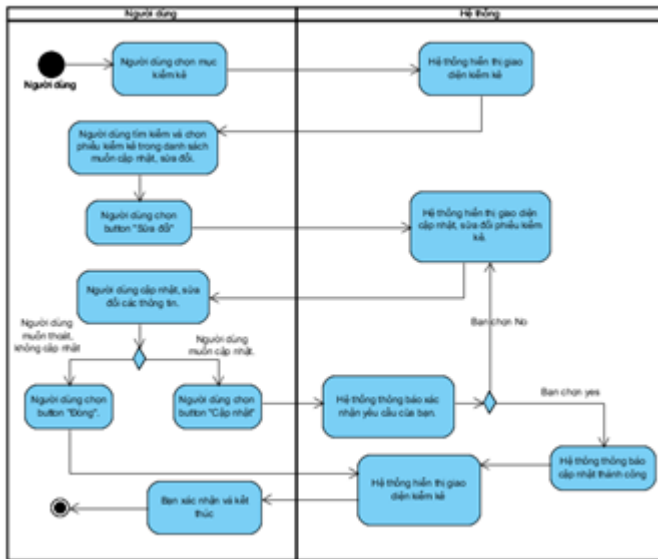 Người dùng
Hệ thống
Người dùng
Người dùng chọn mục
kiểm kê
Hệ thống hiển thị giao
diện kiểm kê
Người dùng tìm kiếm và chọn
phiếu kiểm kê trong danh sách
muốn cập nhật, sửa đổi.
Người dùng chọn
button "Sửa đổi"
Hệ thống hiển thị giao diện
cập nhật, sửa đổi phiếu kiểm
kê.
Người dùng cập nhật, sửa
đổi các thông tin.
Người dùng
muốn thoát,
không cập nhật
Người dùng
muốn cập nhật.
Bạn chọn No
Người dùng chọn
button "Đóng".
Người dùng chọn
button "Cập nhật"
Hệ thống thông báo xác
nhận yêu cầu của bạn.
Bạn chọn yes
Hệ thống thông báo
cập nhật thành công
Hệ thống hiển thị giao
diện kiểm kê
Bạn xác nhận và kết
thúc